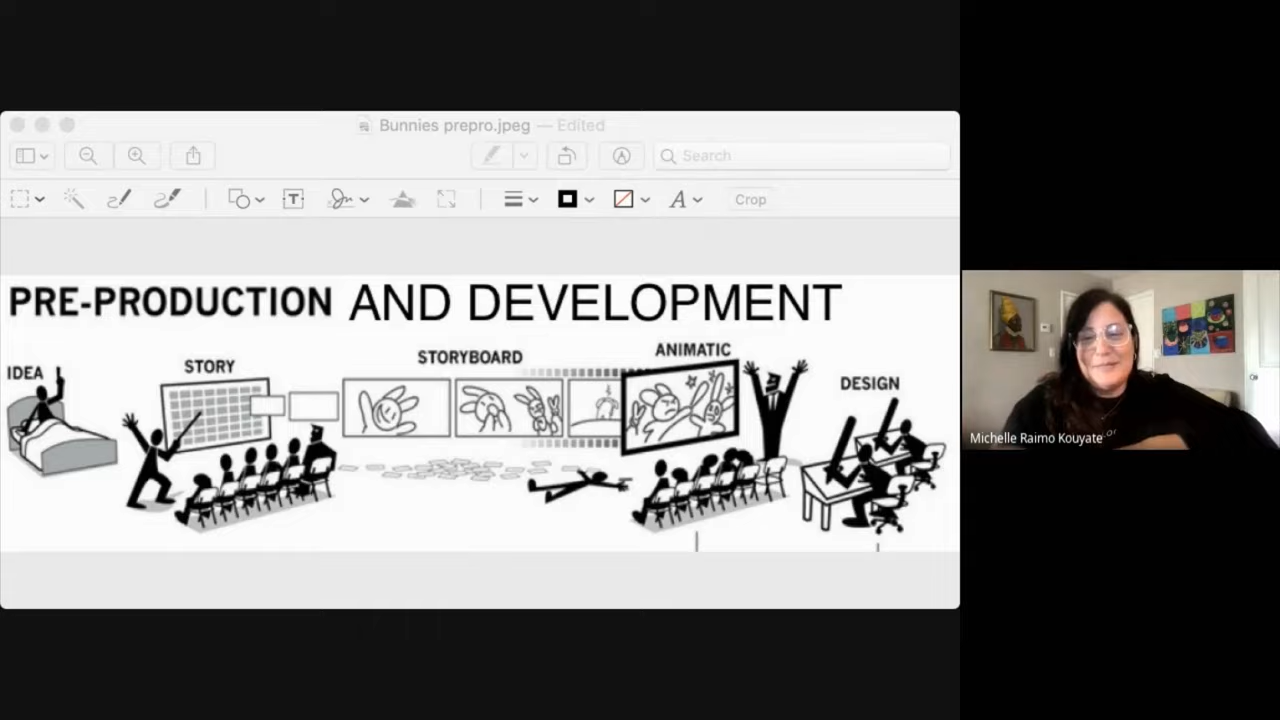 Bunnies prepro.jpeg — Edited
Search
Crop
PRE-PRODUCTION AND DEVELOPMENT
IDEA
STORY
STORYBOARD
ANIMATIC
DESIGN
Michelle Raimo Kouyate